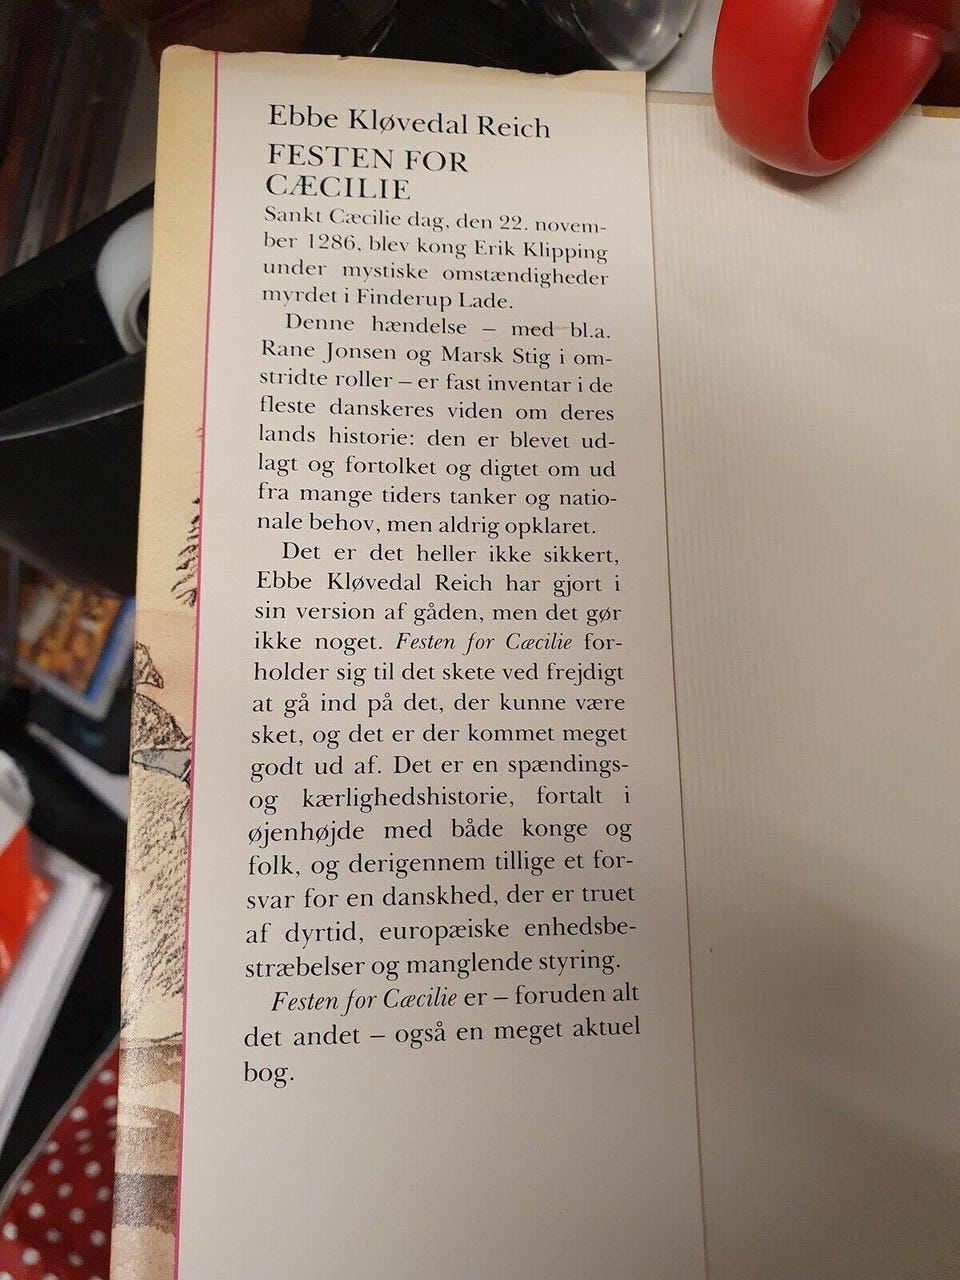 Ebbe Kløvedal Reich
FESTEN FOR
CÆCILIE
Sankt Cæcilie dag, den 22. novem-
ber 1286, blev kong Erik Klipping
under mystiske omstændigheder
myrdet i Finderup Lade.
Denne hændelse – med bl.a.
Rane Jonsen og Marsk Stig i om-
stridte roller – er fast inventar i de
fleste danskeres viden om deres
lands historie: den er blevet ud-
lagt og fortolket og digtet om ud
fra mange tiders tanker og natio-
nale behov, men aldrig opklaret.
Det er det heller ikke sikkert,
Ebbe Kløvedal Reich har gjort i
sin version af gåden, men det gør
ikke noget. Festen for Cæcilie for-
holder sig til det skete ved frejdigt
at gå ind på det, der kunne være
sket, og det er der kommet meget
godt ud af. Det er en spændings-
og kærlighedshistorie, fortalt i
øjenhøjde med både konge og
folk, og derigennem tillige et for-
svar for en danskhed, der er truet
af dyrtid, europæiske enhedsbe-
stræbelser og manglende styring.
Festen for Cæcilie er – foruden alt
det andet – også en meget aktuel
bog.